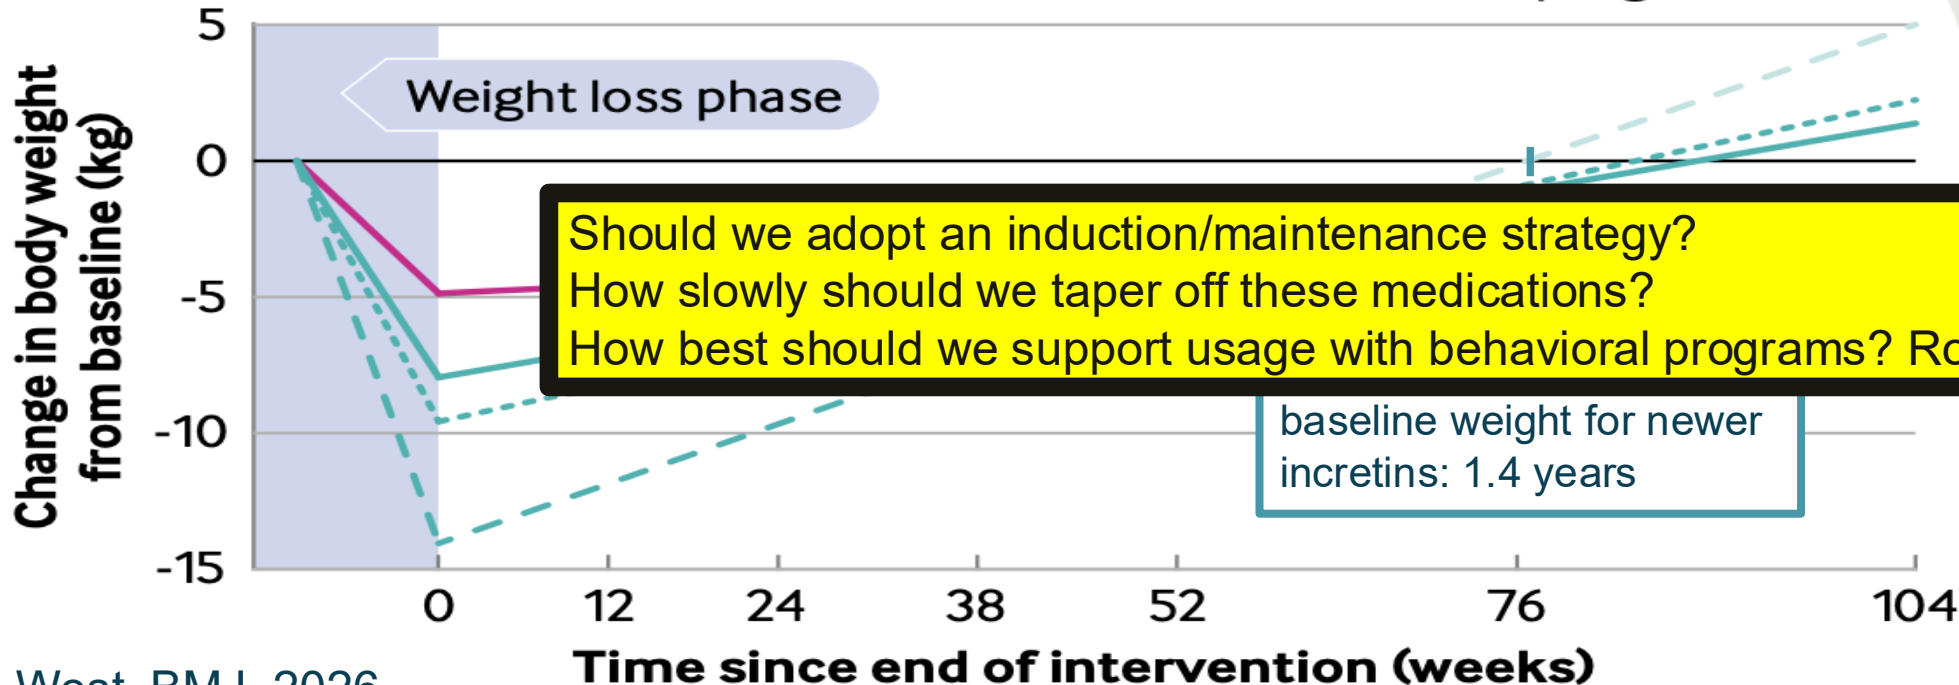 5
Weight loss phase
0
Should we adopt an induction/maintenance strategy?
How slowly should we taper off these medications?
How best should we support usage with behavioral programs?
-5
-10
-15
baseline weight for newer
incretins: 1.4 years
Change in body weight
from baseline (kg)
0 12 24 38 52 76 104
Time since end of intervention (weeks)
West, BMJ, 2026